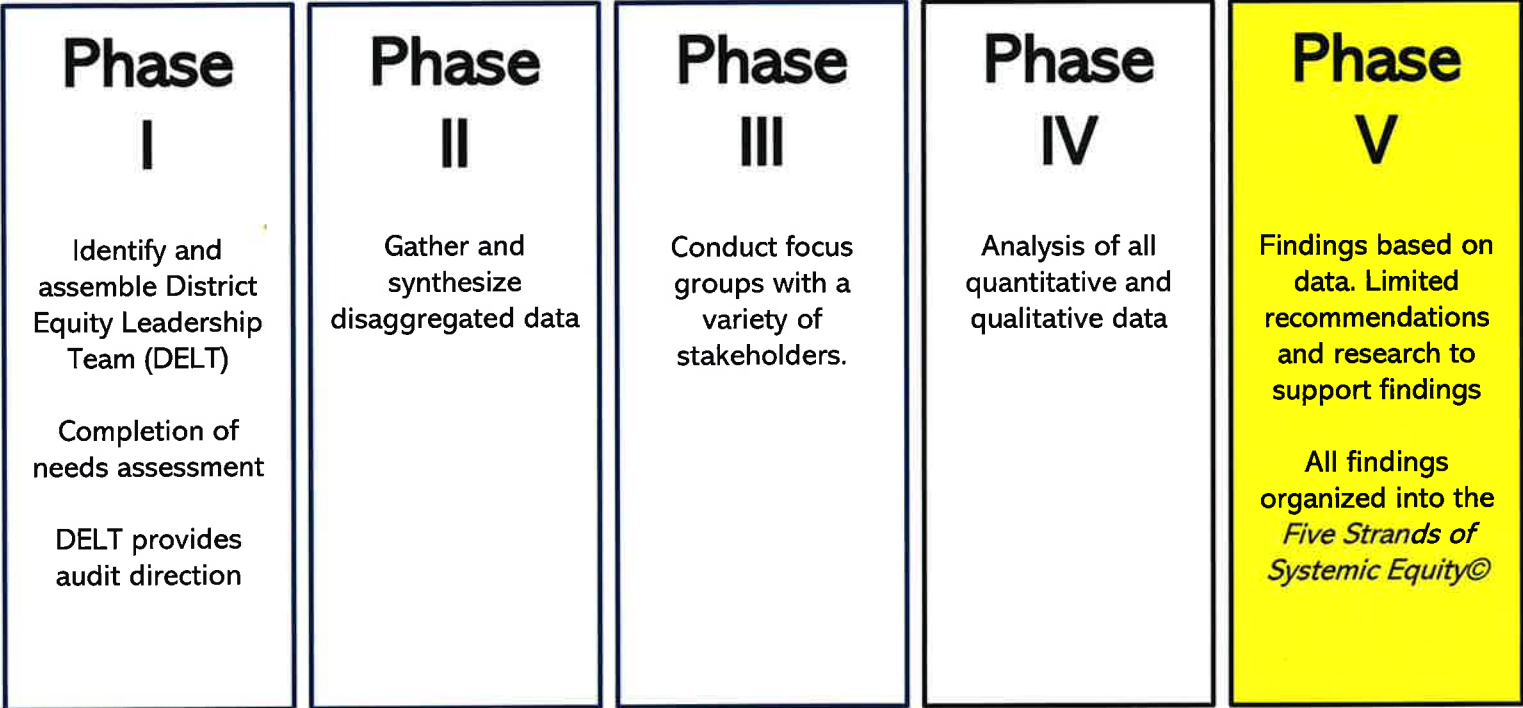 Phase
I
Identify and
assemble District
Equity Leadership
Team (DELT)
Completion of
needs assessment
DELT provides
audit direction
Phase
II
Gather and
synthesize
disaggregated data
Phase
III
Conduct focus
groups with a
variety of
stakeholders.
Phase
IV
Analysis of all
quantitative and
qualitative data
Phase
V
Findings based on
data. Limited
recommendations
and research to
support findings
All findings
organized into the
Five Strands of
Systemic Equity©